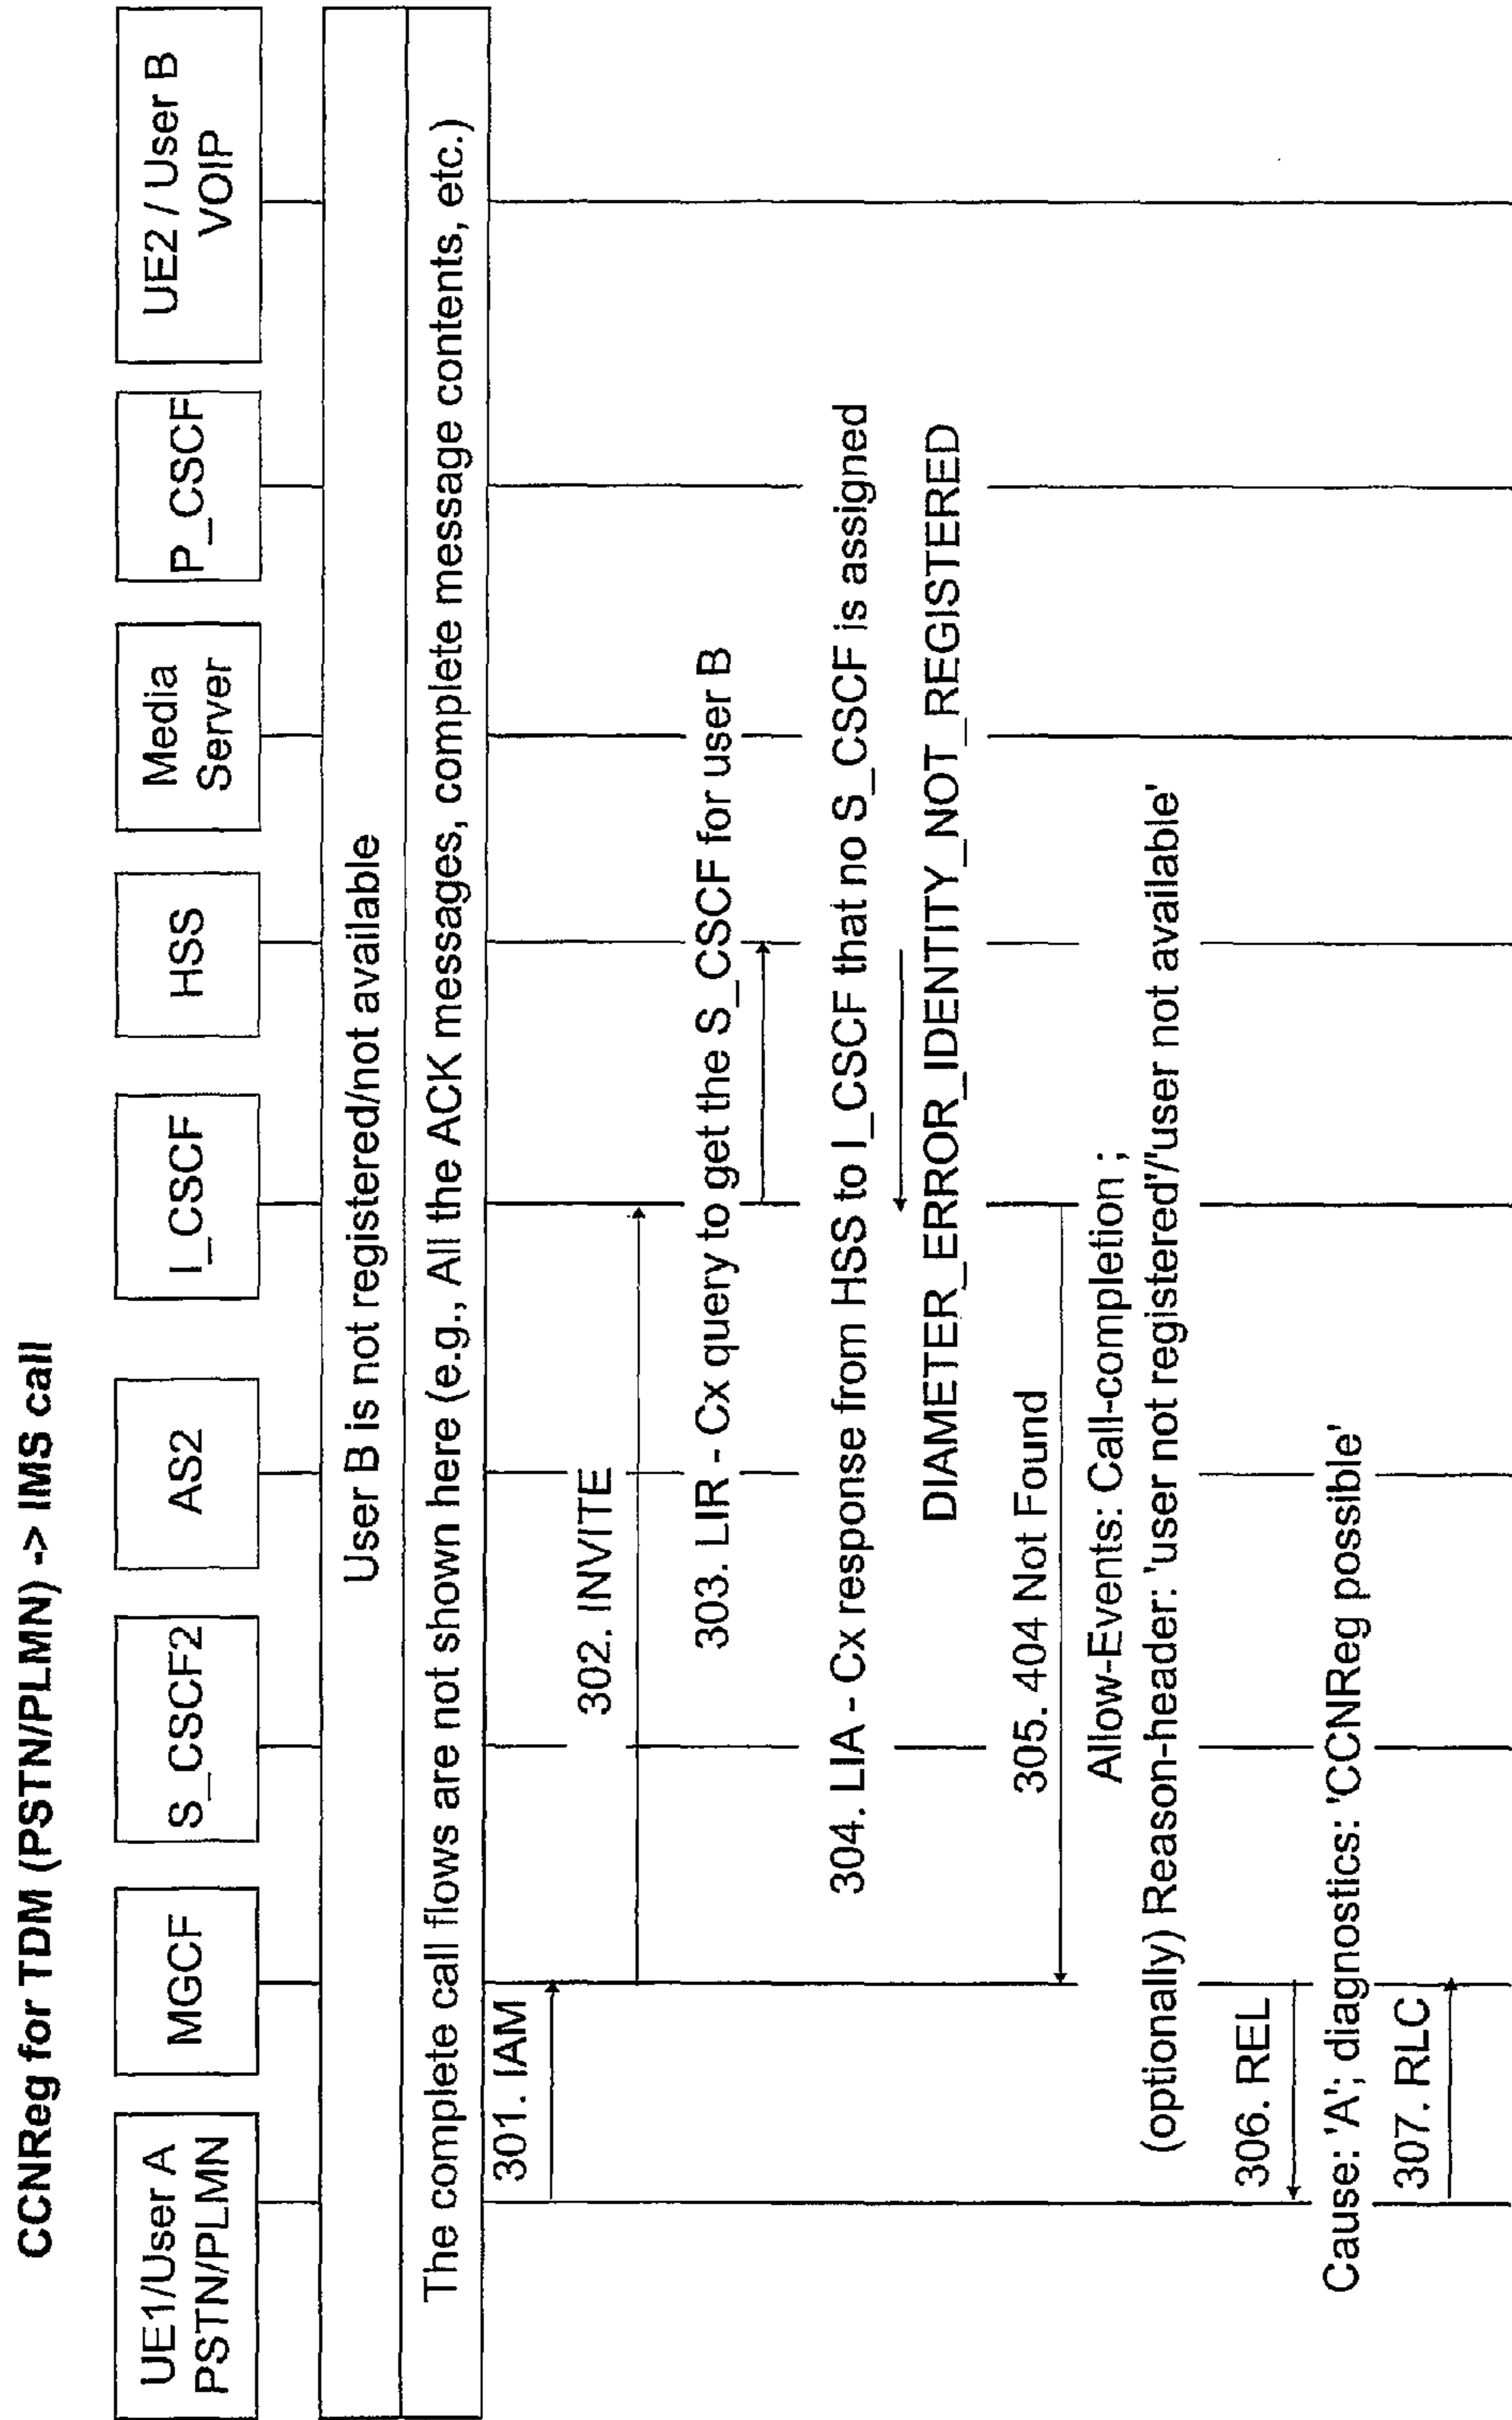 CCNReg for TDM (PSTN/PLMN) -> IMS call
UE1/User A
PSTN/PLMN
MGCF
S_CSCF2
AS2
I_CSCF
HSS
Media
Server
P_CSCF
UE2 / User B
VOIP
User B is not registered/not available
The complete call flows are not shown here (e.g., All the ACK messages, complete message contents, etc.)
301. IAM
302. INVITE
303. LIR - Cx query to get the S_CSCF for user B
304. LIA - Cx response from HSS to I_CSCF that no S_CSCF is assigned
DIAMETER_ERROR_IDENTITY_NOT_REGISTERED
305. 404 Not Found
Allow-Events: Call-completion ;
(optionally) Reason-header: 'user not registered'/'user not available'
306. REL
Cause: 'A'; diagnostics: 'CCNReg possible'
307. RLC